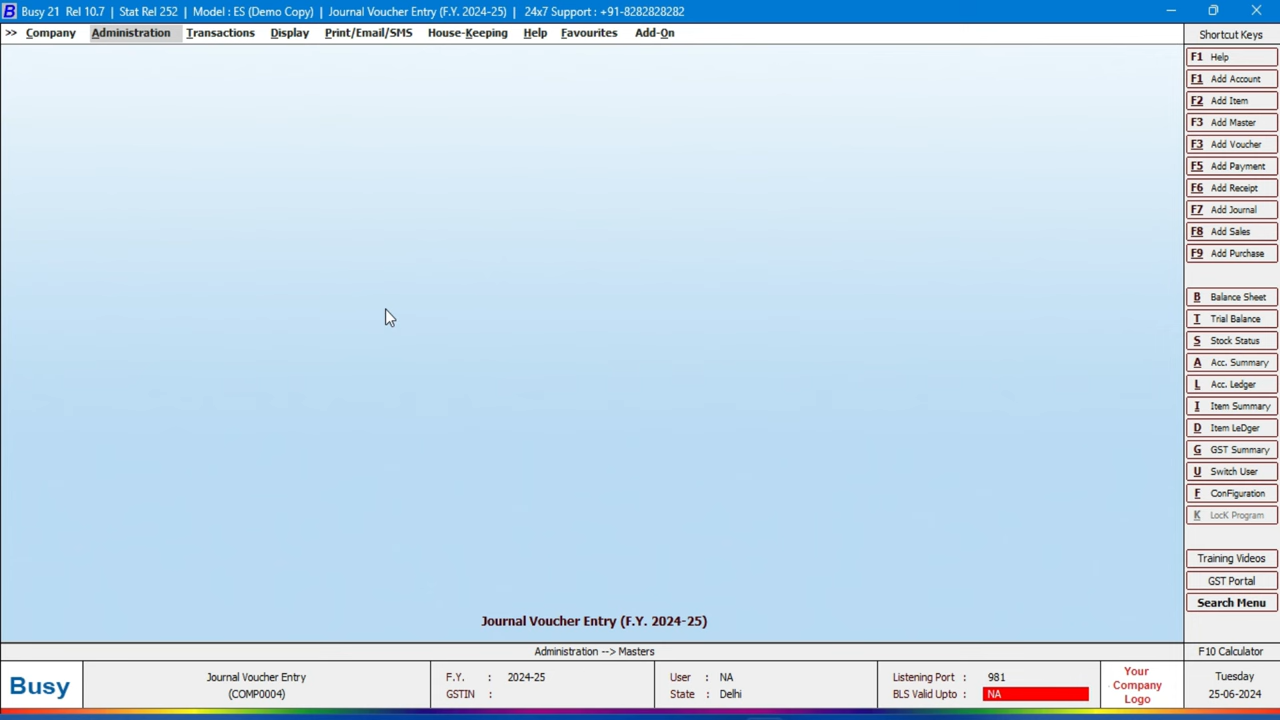 B Busy 21 Rel 10.7 | Stat Rel 252 | Model : ES (Demo Copy) | Journal Voucher Entry (F.Y. 2024-25) | 24x7 Support : +91-8282828282
>> Company Administration Transactions Display Print/Email/SMS House-Keeping Help Favourites Add-On
Shortcut Keys
F1 Help
F1 Add Account
F2 Add Item
F3 Add Master
F3 Add Voucher
F5 Add Payment
F6 Add Receipt
F7 Add Journal
F8 Add Sales
F9 Add Purchase
B Balance Sheet
T Trial Balance
S Stock Status
A Acc. Summary
L Acc. Ledger
I Item Summary
D Item LeDger
G GST Summary
U Switch User
F ConFiguration
K LocK Program
Training Videos
GST Portal
Search Menu
Journal Voucher Entry (F.Y. 2024-25)
Administration --> Masters
F10 Calculator
Busy
Journal Voucher Entry
(COMP0004)
F.Y. : 2024-25
GSTIN :
User : NA
State : Delhi
Listening Port : 981
BLS Valid Upto : NA
Your
Company
Logo
Tuesday
25-06-2024